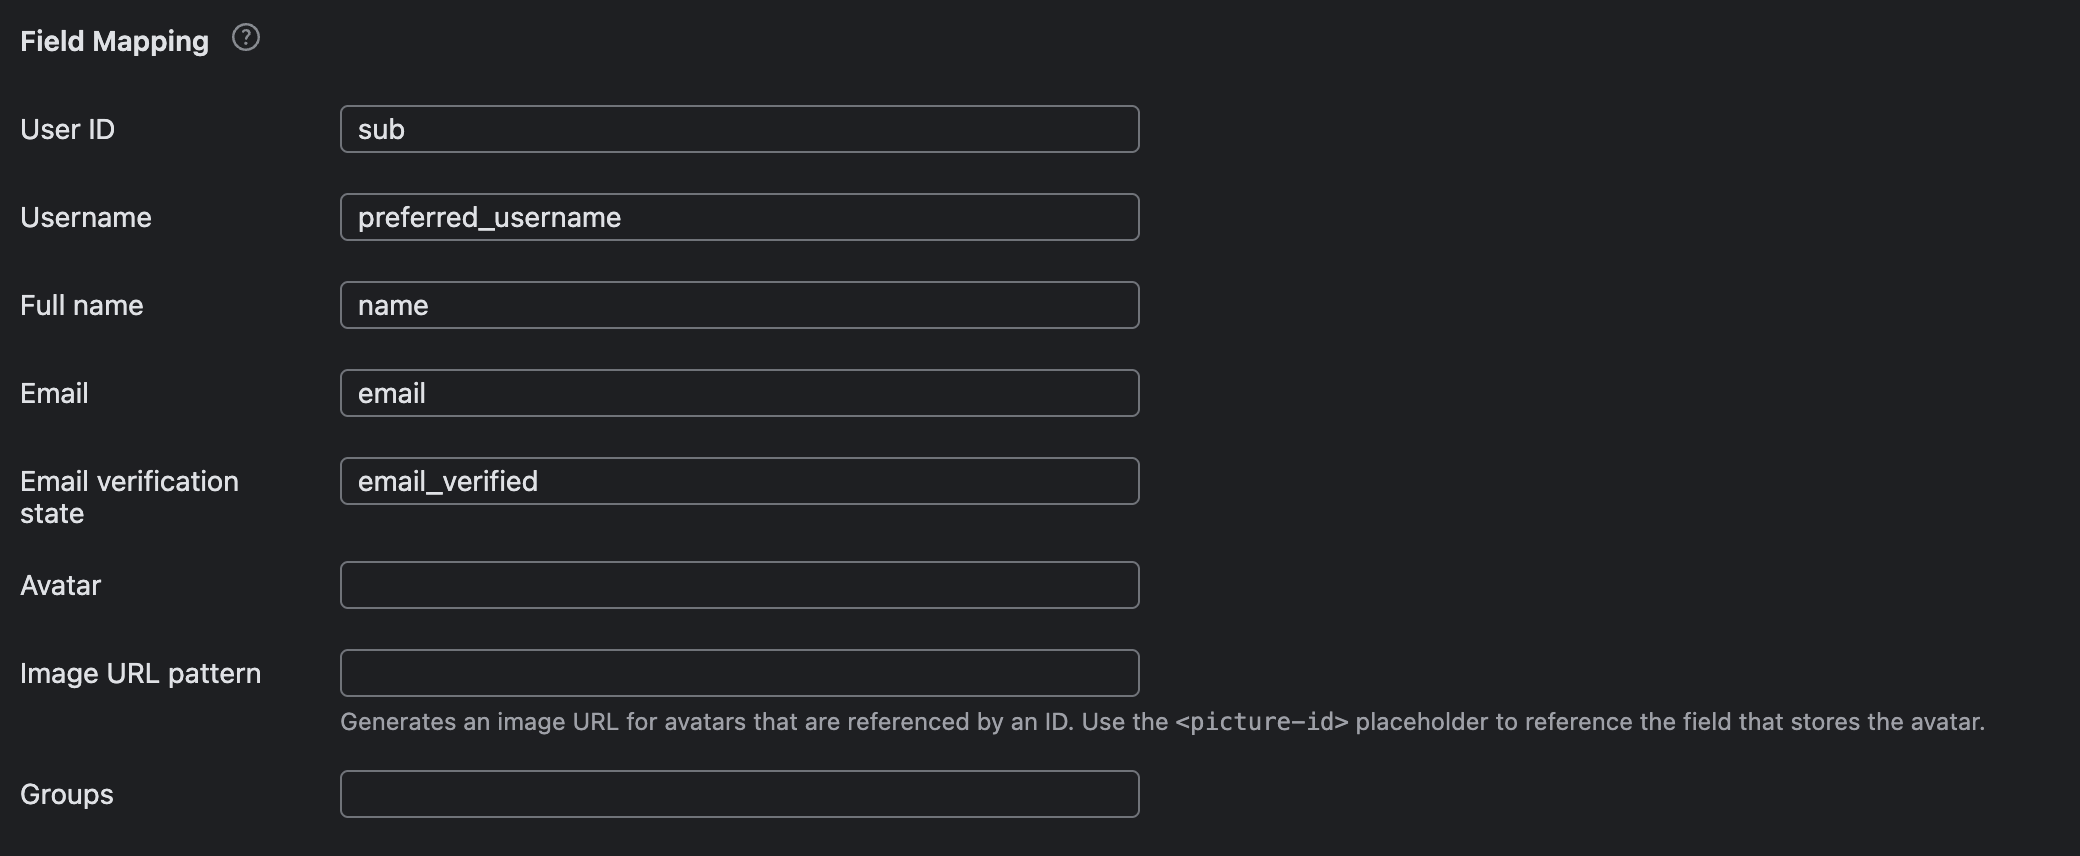 Field Mapping ?
User ID
sub
Username
preferred_username
Full name
name
Email
email
Email verification
state
email_verified
Avatar
Image URL pattern
Generates an image URL for avatars that are referenced by an ID. Use the <picture-id> placeholder to reference the field that stores the avatar.
Groups